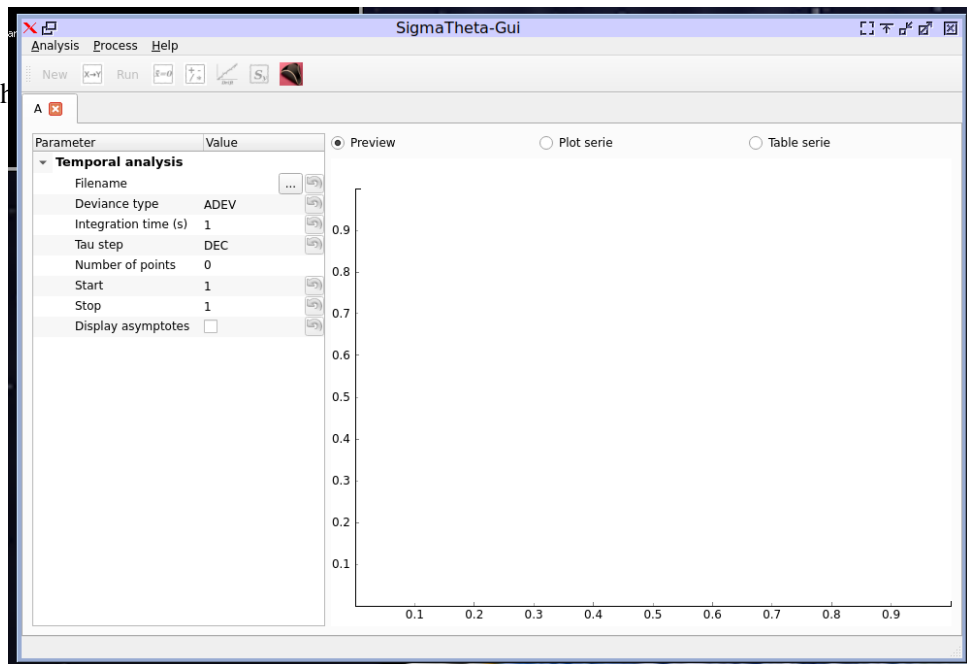 SigmaTheta-Gui
Analysis Process Help
New X→Y Run
A
Parameter Value
Preview Plot serie Table serie
Temporal analysis
Filename ...
Deviance type ADEV
Integration time (s) 1
Tau step DEC
Number of points 0
Start 1
Stop 1
Display asymptotes
0.9
0.8
0.7
0.6
0.5
0.4
0.3
0.2
0.1
0.1 0.2 0.3 0.4 0.5 0.6 0.7 0.8 0.9